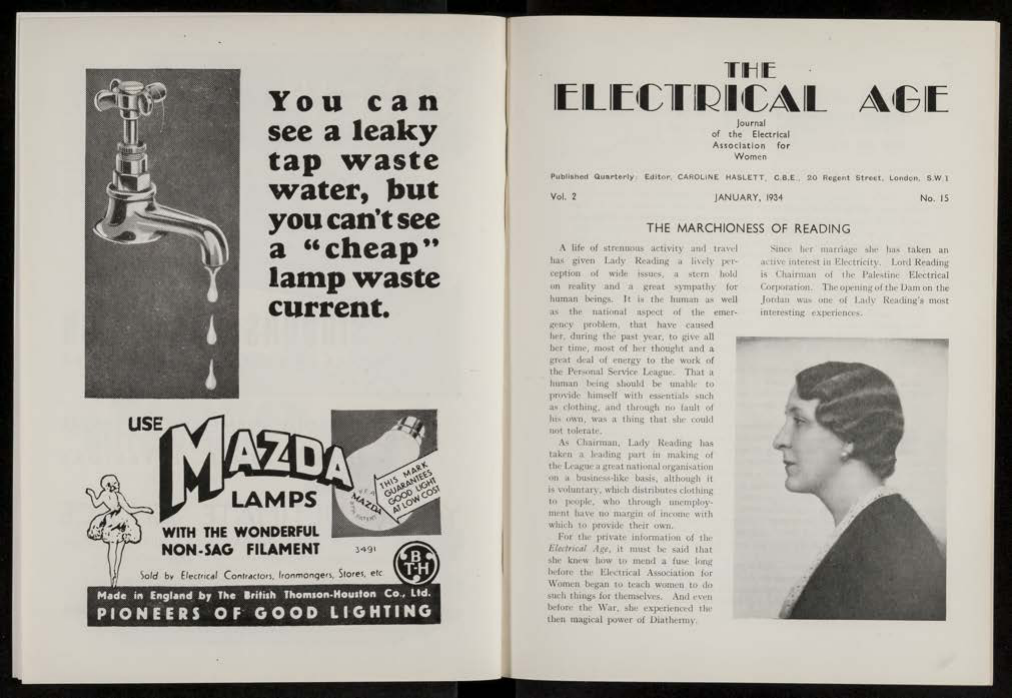 You can
see a leaky
tap waste
water, but
you can't see
a "cheap"
lamp waste
current.
USE
MAZDA
LAMPS
WITH THE WONDERFUL
NON-SAG FILAMENT
THIS MARK
GUARANTEES
GOOD LIGHT
AT LOW COST
MAZDA
3491
BTH
Sold by Electrical Contractors, Ironmongers, Stores, etc
Made in England by The British Thomson-Houston Co., Ltd.
PIONEERS OF GOOD LIGHTING
THE
ELECTRICAL AGE
Journal
of the Electrical
Association for
Women
Published Quarterly. Editor, CAROLINE HASLETT, C.B.E., 20 Regent Street, London, S.W.1
Vol. 2 JANUARY, 1934 No. 15
THE MARCHIONESS OF READING
A life of strenuous activity and travel
has given Lady Reading a lively per-
ception of wide issues, a stern hold
on reality and a great sympathy for
human beings. It is the human as well
as the national aspect of the emer-
gency problem, that have caused
her, during the past year, to give all
her time, most of her thought and a
great deal of energy to the work of
the Personal Service League. That a
human being should be unable to
provide himself with essentials such
as clothing, and through no fault of
his own, was a thing that she could
not tolerate.
As Chairman, Lady Reading has
taken a leading part in making of
the League a great national organisation
on a business-like basis, although it
is voluntary, which distributes clothing
to people, who through unemploy-
ment have no margin of income with
which to provide their own.
For the private information of the
Electrical Age, it must be said that
she knew how to mend a fuse long
before the Electrical Association for
Women began to teach women to do
such things for themselves. And even
before the War, she experienced the
then magical power of Diathermy.
Since her marriage she has taken an
active interest in Electricity. Lord Reading
is Chairman of the Palestine Electrical
Corporation. The opening of the Dam on the
Jordan was one of Lady Reading's most
interesting experiences.